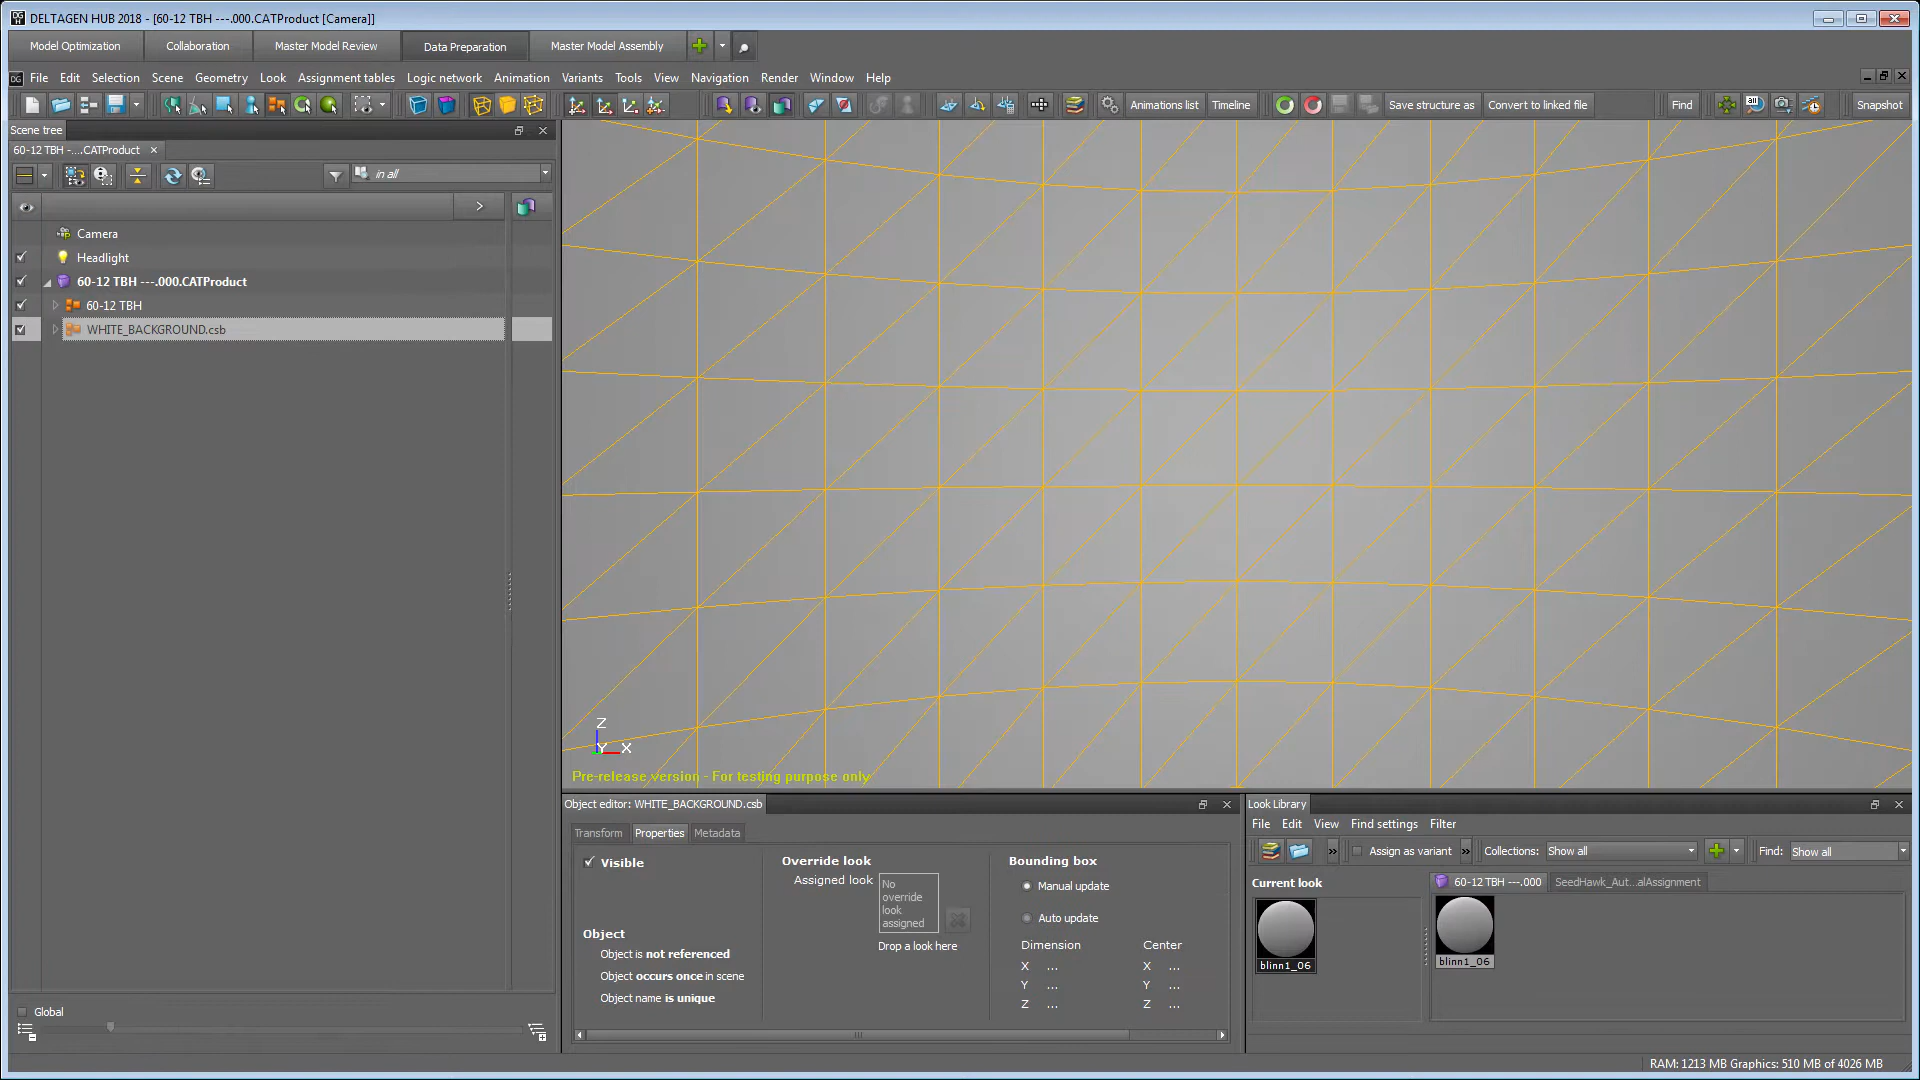 DELTAGEN HUB 2018 - [60-12 TBH ---.000.CATProduct [Camera]]
Model Optimization
Collaboration
Master Model Review
Data Preparation
Master Model Assembly
File Edit Selection Scene Geometry Look Assignment tables Logic network Animation Variants Tools View Navigation Render Window Help
Animations list
Timeline
Save structure as
Convert to linked file
Find
all
Snapshot
Scene tree
60-12 TBH -....CATProduct
in all
Camera
Headlight
60-12 TBH ---.000.CATProduct
60-12 TBH
WHITE_BACKGROUND.csb
Global
Z
Y X
Pre-release version - For testing purpose only
Object editor: WHITE_BACKGROUND.csb
Transform Properties Metadata
Visible
Object
Object is not referenced
Object occurs once in scene
Object name is unique
Override look
Assigned look
No
override
look
assigned
Drop a look here
Bounding box
Manual update
Auto update
Dimension Center
X ... X ...
Y ... Y ...
Z ... Z ...
Look Library
File Edit View Find settings Filter
Assign as variant
Collections: Show all
Find: Show all
Current look
blinn1_06
60-12 TBH ---.000
SeedHawk_Aut...alAssignment
blinn1_06
RAM: 1213 MB Graphics: 510 MB of 4026 MB